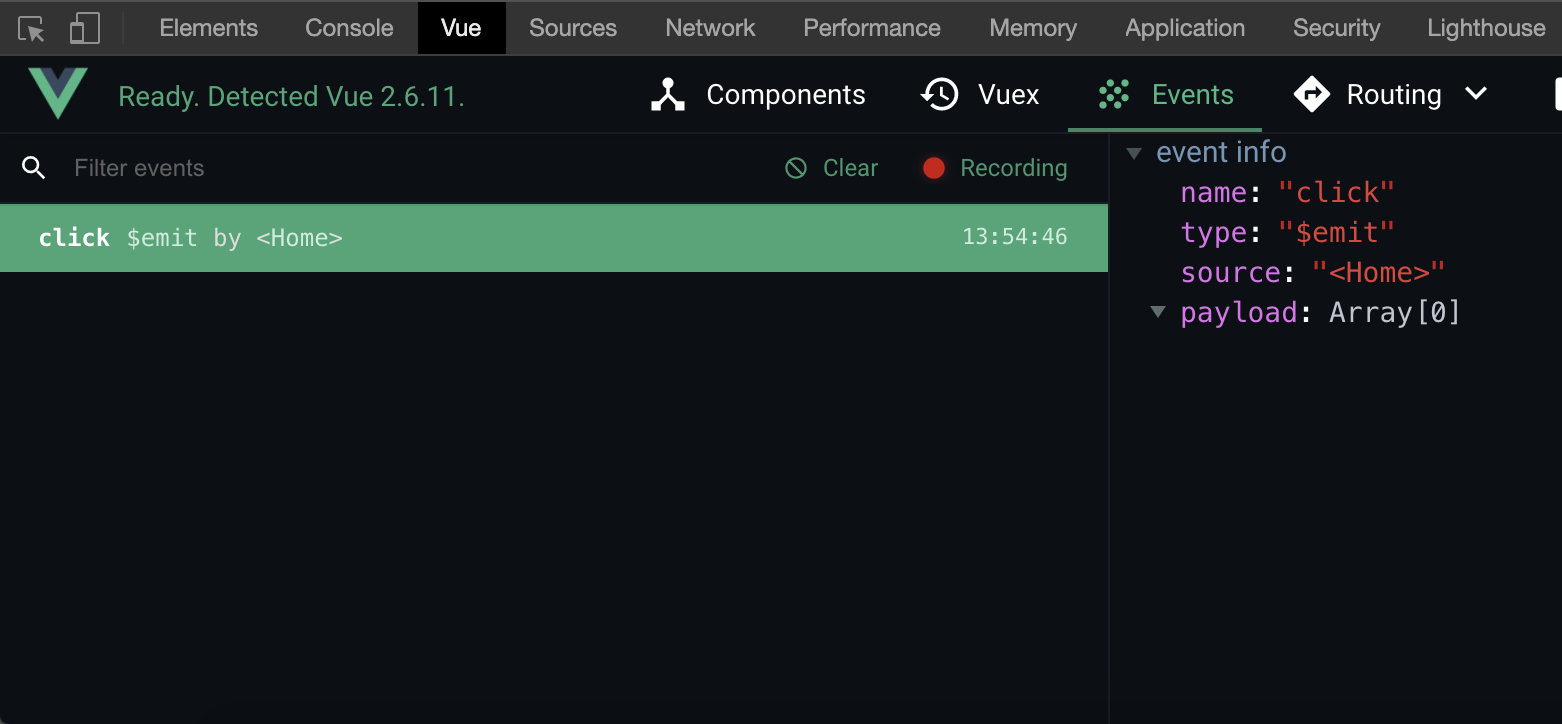 Elements Console Vue Sources Network Performance Memory Application Security Lighthouse
Ready. Detected Vue 2.6.11. Components Vuex Events Routing
Filter events Clear Recording
click $emit by <Home> 13:54:46
event info
name: "click"
type: "$emit"
source: "<Home>"
payload: Array[0]